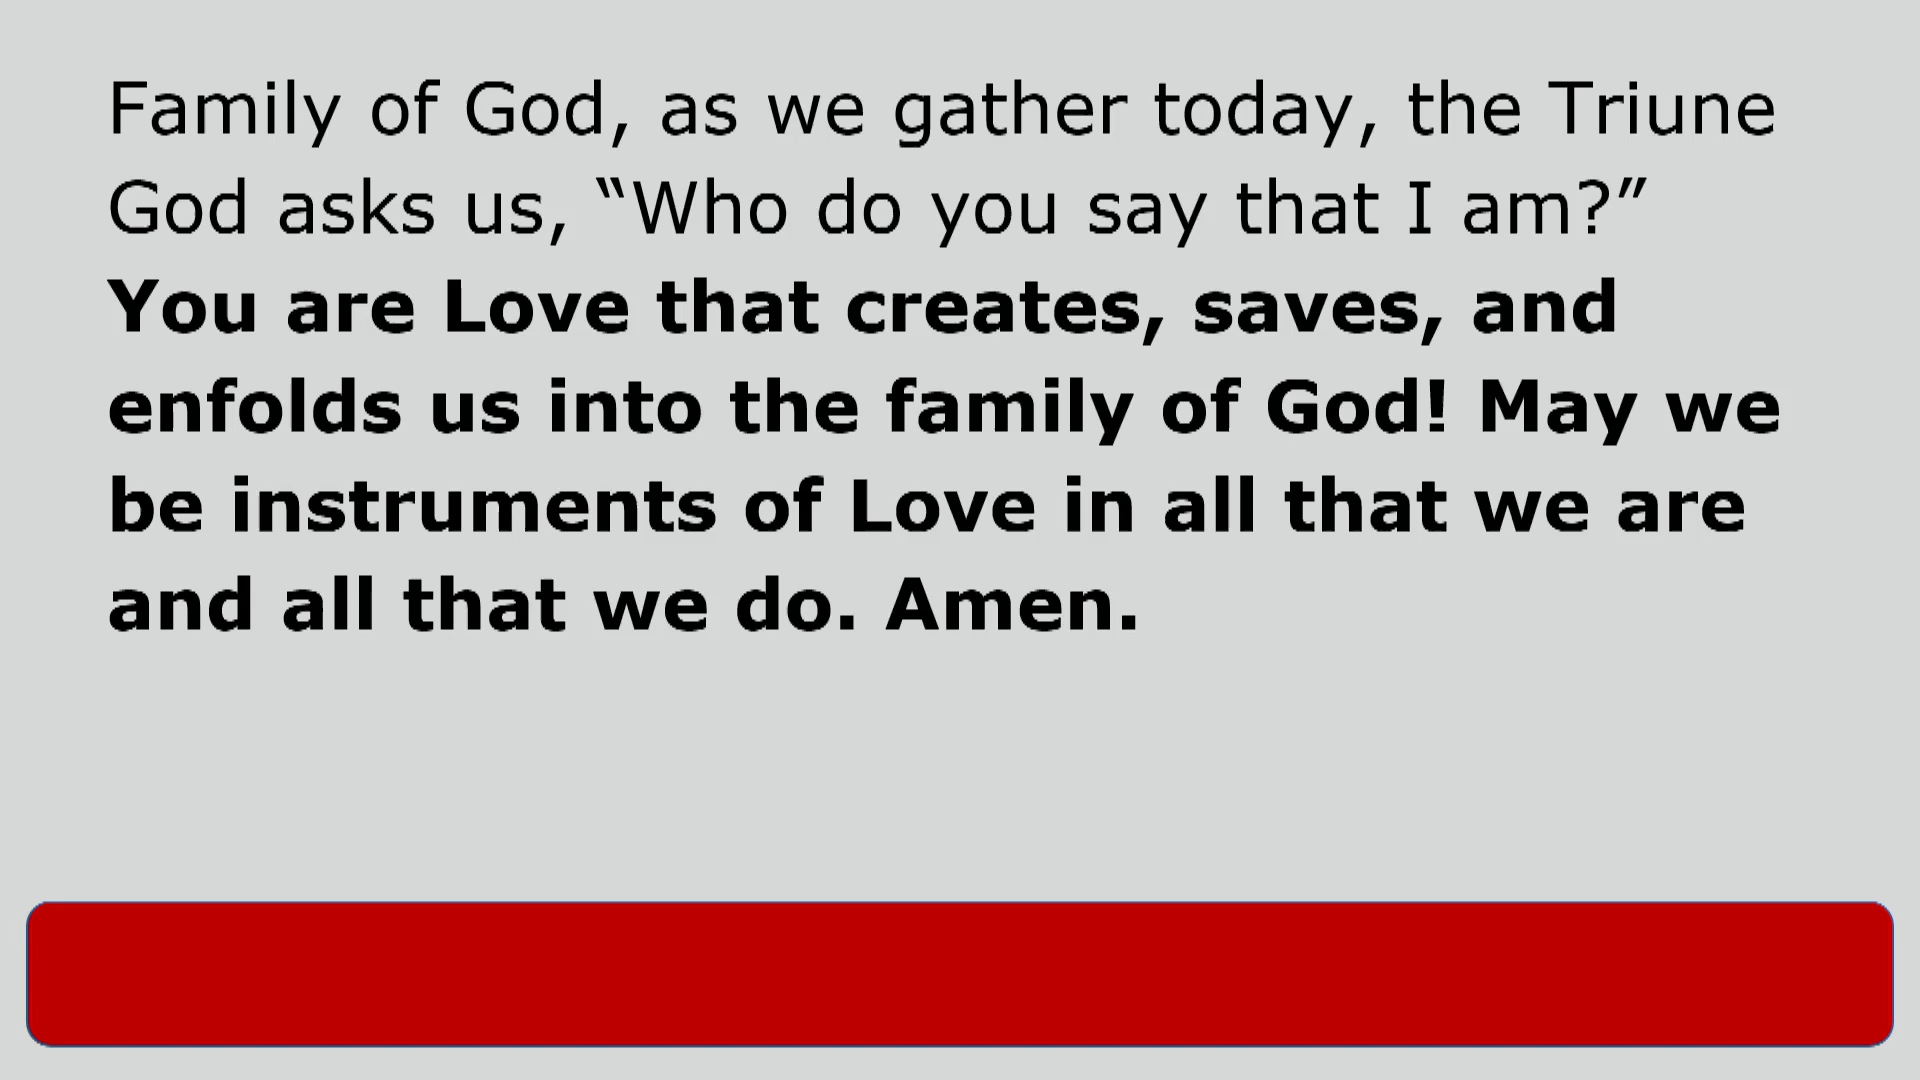 Family of God, as we gather today, the Triune
God asks us, “Who do you say that I am?”
You are Love that creates, saves, and
enfolds us into the family of God! May we
be instruments of Love in all that we are
and all that we do. Amen.